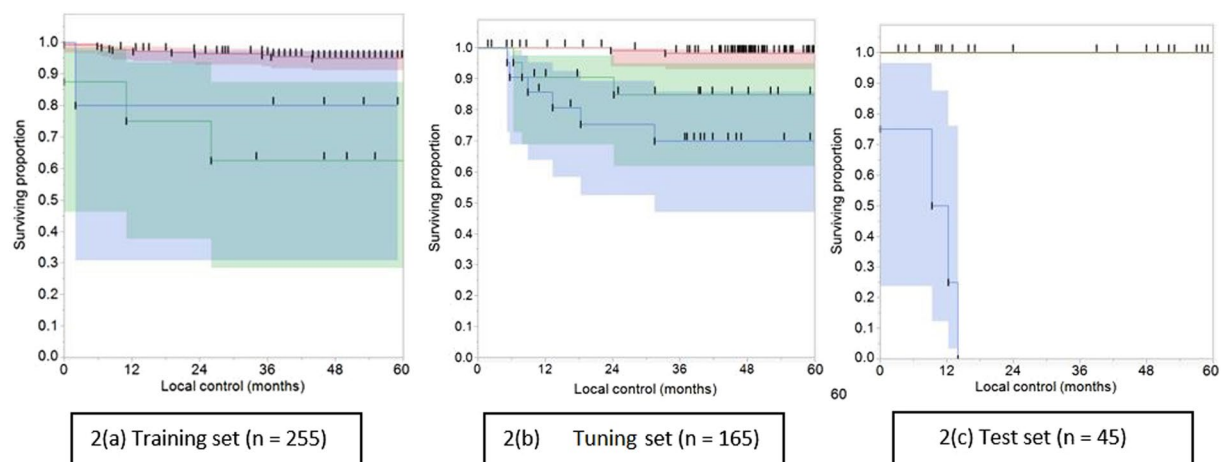 Surviving proportion
1.0
0.9
0.8
0.7
0.6
0.5
0.4
0.3
0.2
0.1
0.0
0 12 24 36 48 60
Local control (months)
2(a) Training set (n = 255)
Surviving proportion
1.0
0.9
0.8
0.7
0.6
0.5
0.4
0.3
0.2
0.1
0.0
0 12 24 36 48 60
Local control (months)
60
2(b) Tuning set (n = 165)
Surviving proportion
1.0
0.9
0.8
0.7
0.6
0.5
0.4
0.3
0.2
0.1
0.0
0 12 24 36 48 60
Local control (months)
2(c) Test set (n = 45)